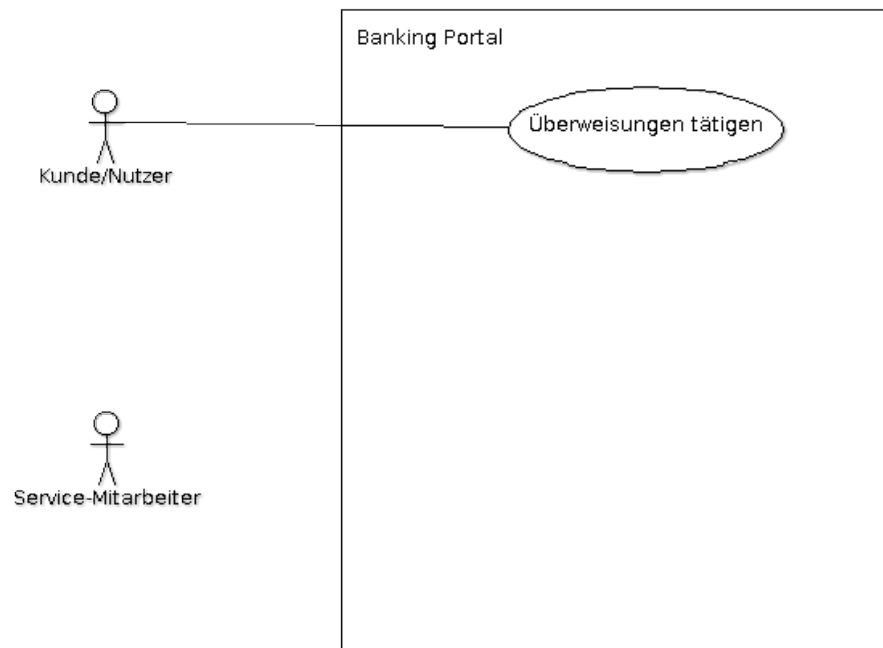 Banking Portal
Überweisungen tätigen
Kunde/Nutzer
Service-Mitarbeiter